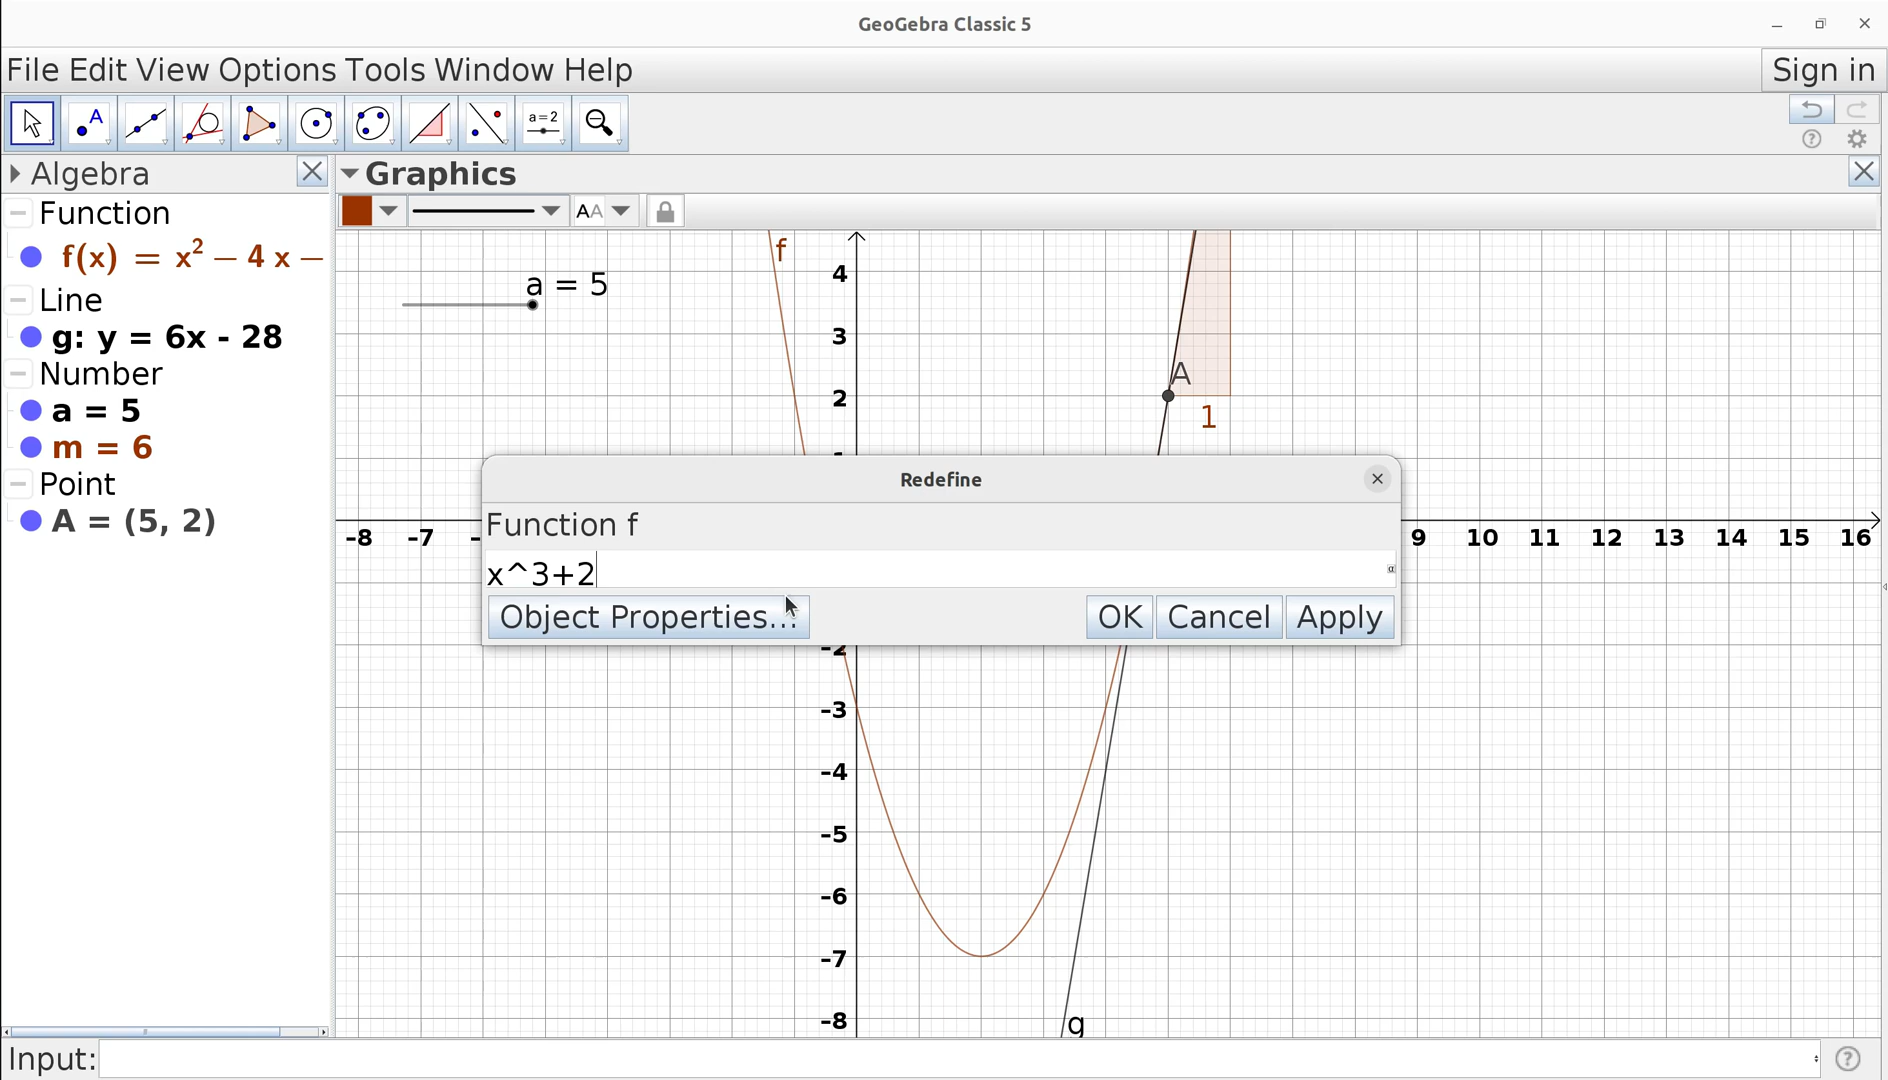 GeoGebra Classic 5
File Edit View Options Tools Window Help
Sign in
A
a=2
Algebra
Graphics
Function
f(x) = x² – 4 x –
Line
g: y = 6x - 28
Number
a = 5
m = 6
Point
A = (5, 2)
AA
f
a = 5
4
3
2
A
1
-8 -7
9 10 11 12 13 14 15 16
Redefine
Function f
x^3+2
α
Object Properties...
OK
Cancel
Apply
-2
-3
-4
-5
-6
-7
-8
g
Input: